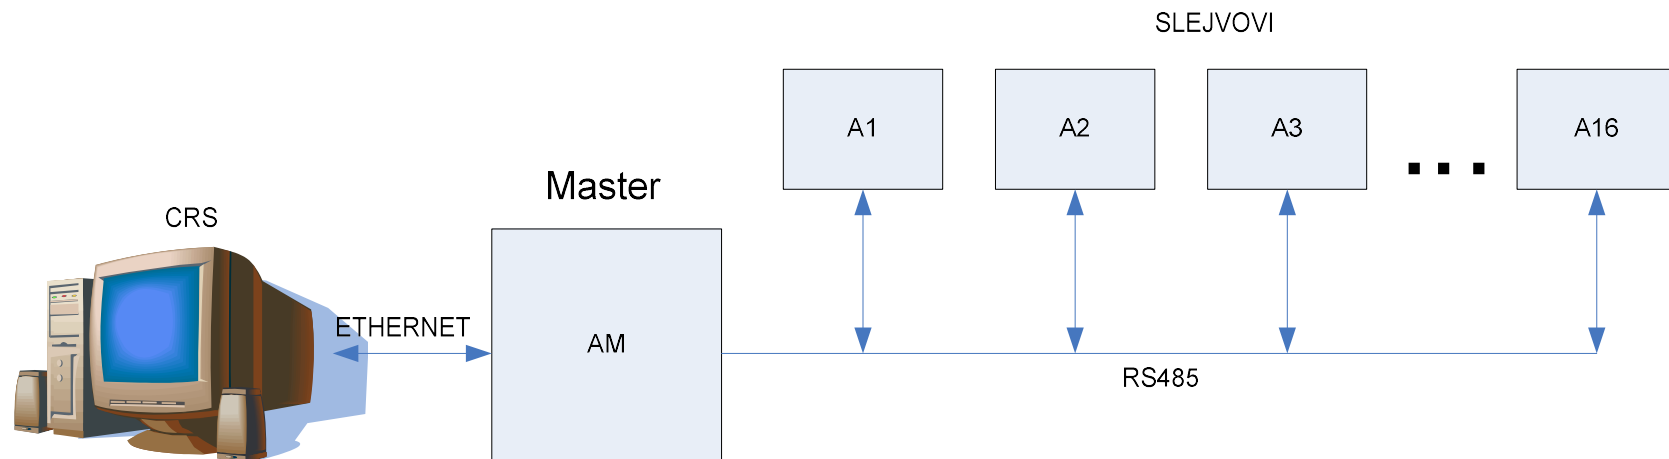 SLEJVOVI
A1
A2
A3
A16
Master
CRS
ETHERNET
AM
RS485